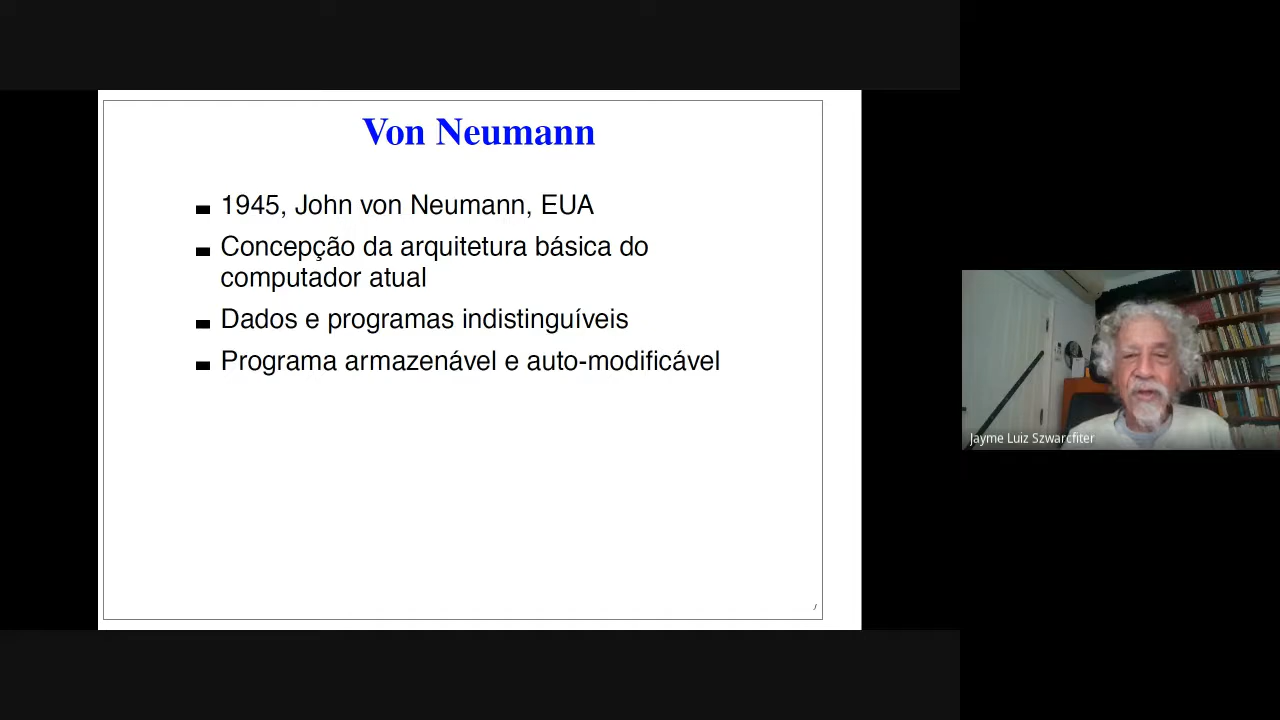 Von Neumann
1945, John von Neumann, EUA
Concepção da arquitetura básica do
computador atual
Dados e programas indistinguíveis
Programa armazenável e auto-modificável
Jayme Luiz Szwarcfiter